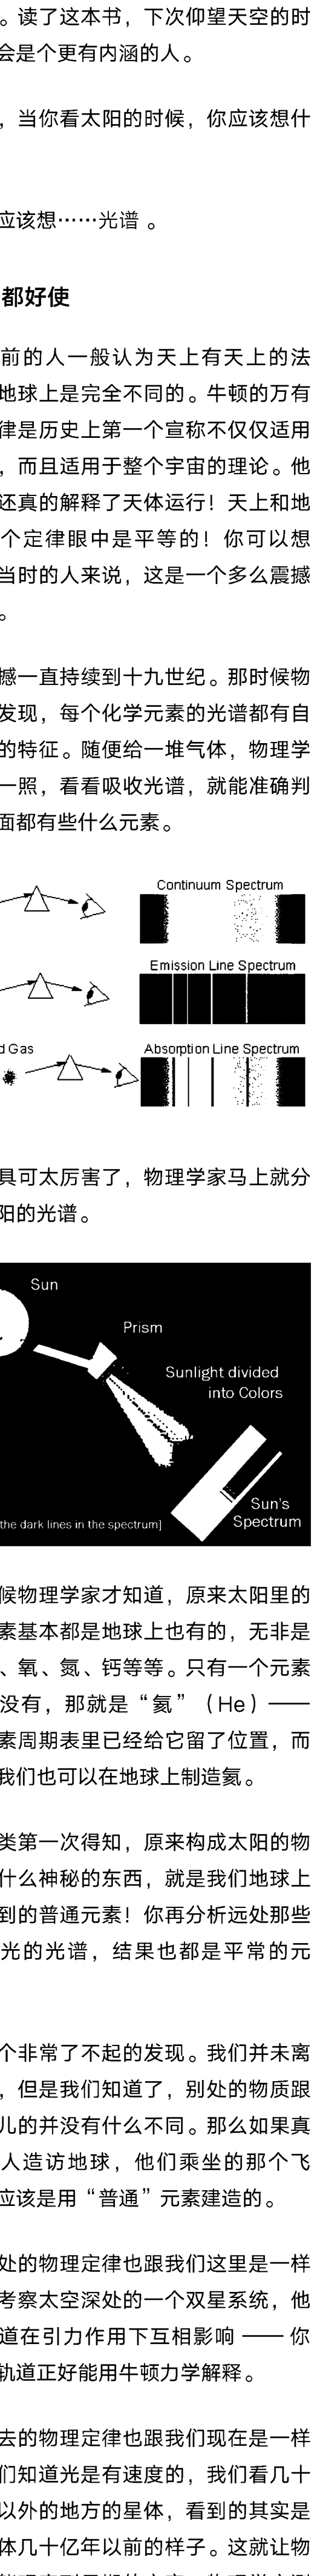 。读了这本书，下次仰望天空的时
会是个更有内涵的人。
，当你看太阳的时候，你应该想什
应该想……光谱 。
都好使
前的人一般认为天上有天上的法
地球上是完全不同的。牛顿的万有
律是历史上第一个宣称不仅仅适用
，而且适用于整个宇宙的理论。他
还真的解释了天体运行！天上和地
个定律眼中是平等的！你可以想
当时的人来说，这是一个多么震撼
。
撼一直持续到十九世纪。那时候物
发现，每个化学元素的光谱都有自
的特征。随便给一堆气体，物理学
一照，看看吸收光谱，就能准确判
面都有些什么元素。
Continuum Spectrum
Emission Line Spectrum
d Gas
Absorption Line Spectrum
具可太厉害了，物理学家马上就分
阳的光谱。
Sun
Prism
Sunlight divided
into Colors
Sun's
Spectrum
the dark lines in the spectrum]
候物理学家才知道，原来太阳里的
素基本都是地球上也有的，无非是
、氧、氮、钙等等。只有一个元素
没有，那就是“氦”（He）——
素周期表里已经给它留了位置，而
我们也可以在地球上制造氦。
类第一次得知，原来构成太阳的物
什么神秘的东西，就是我们地球上
到的普通元素！你再分析远处那些
光的光谱，结果也都是平常的元
个非常了不起的发现。我们并未离
，但是我们知道了，别处的物质跟
儿的并没有什么不同。那么如果真
人造访地球，他们乘坐的那个飞
应该是用“普通”元素建造的。
处的物理定律也跟我们这里是一样
考察太空深处的一个双星系统，他
道在引力作用下互相影响 —— 你
轨道正好能用牛顿力学解释。
去的物理定律也跟我们现在是一样
们知道光是有速度的，我们看几十
以外的地方的星体，看到的其实是
体几十亿年以前的样子。这就让物